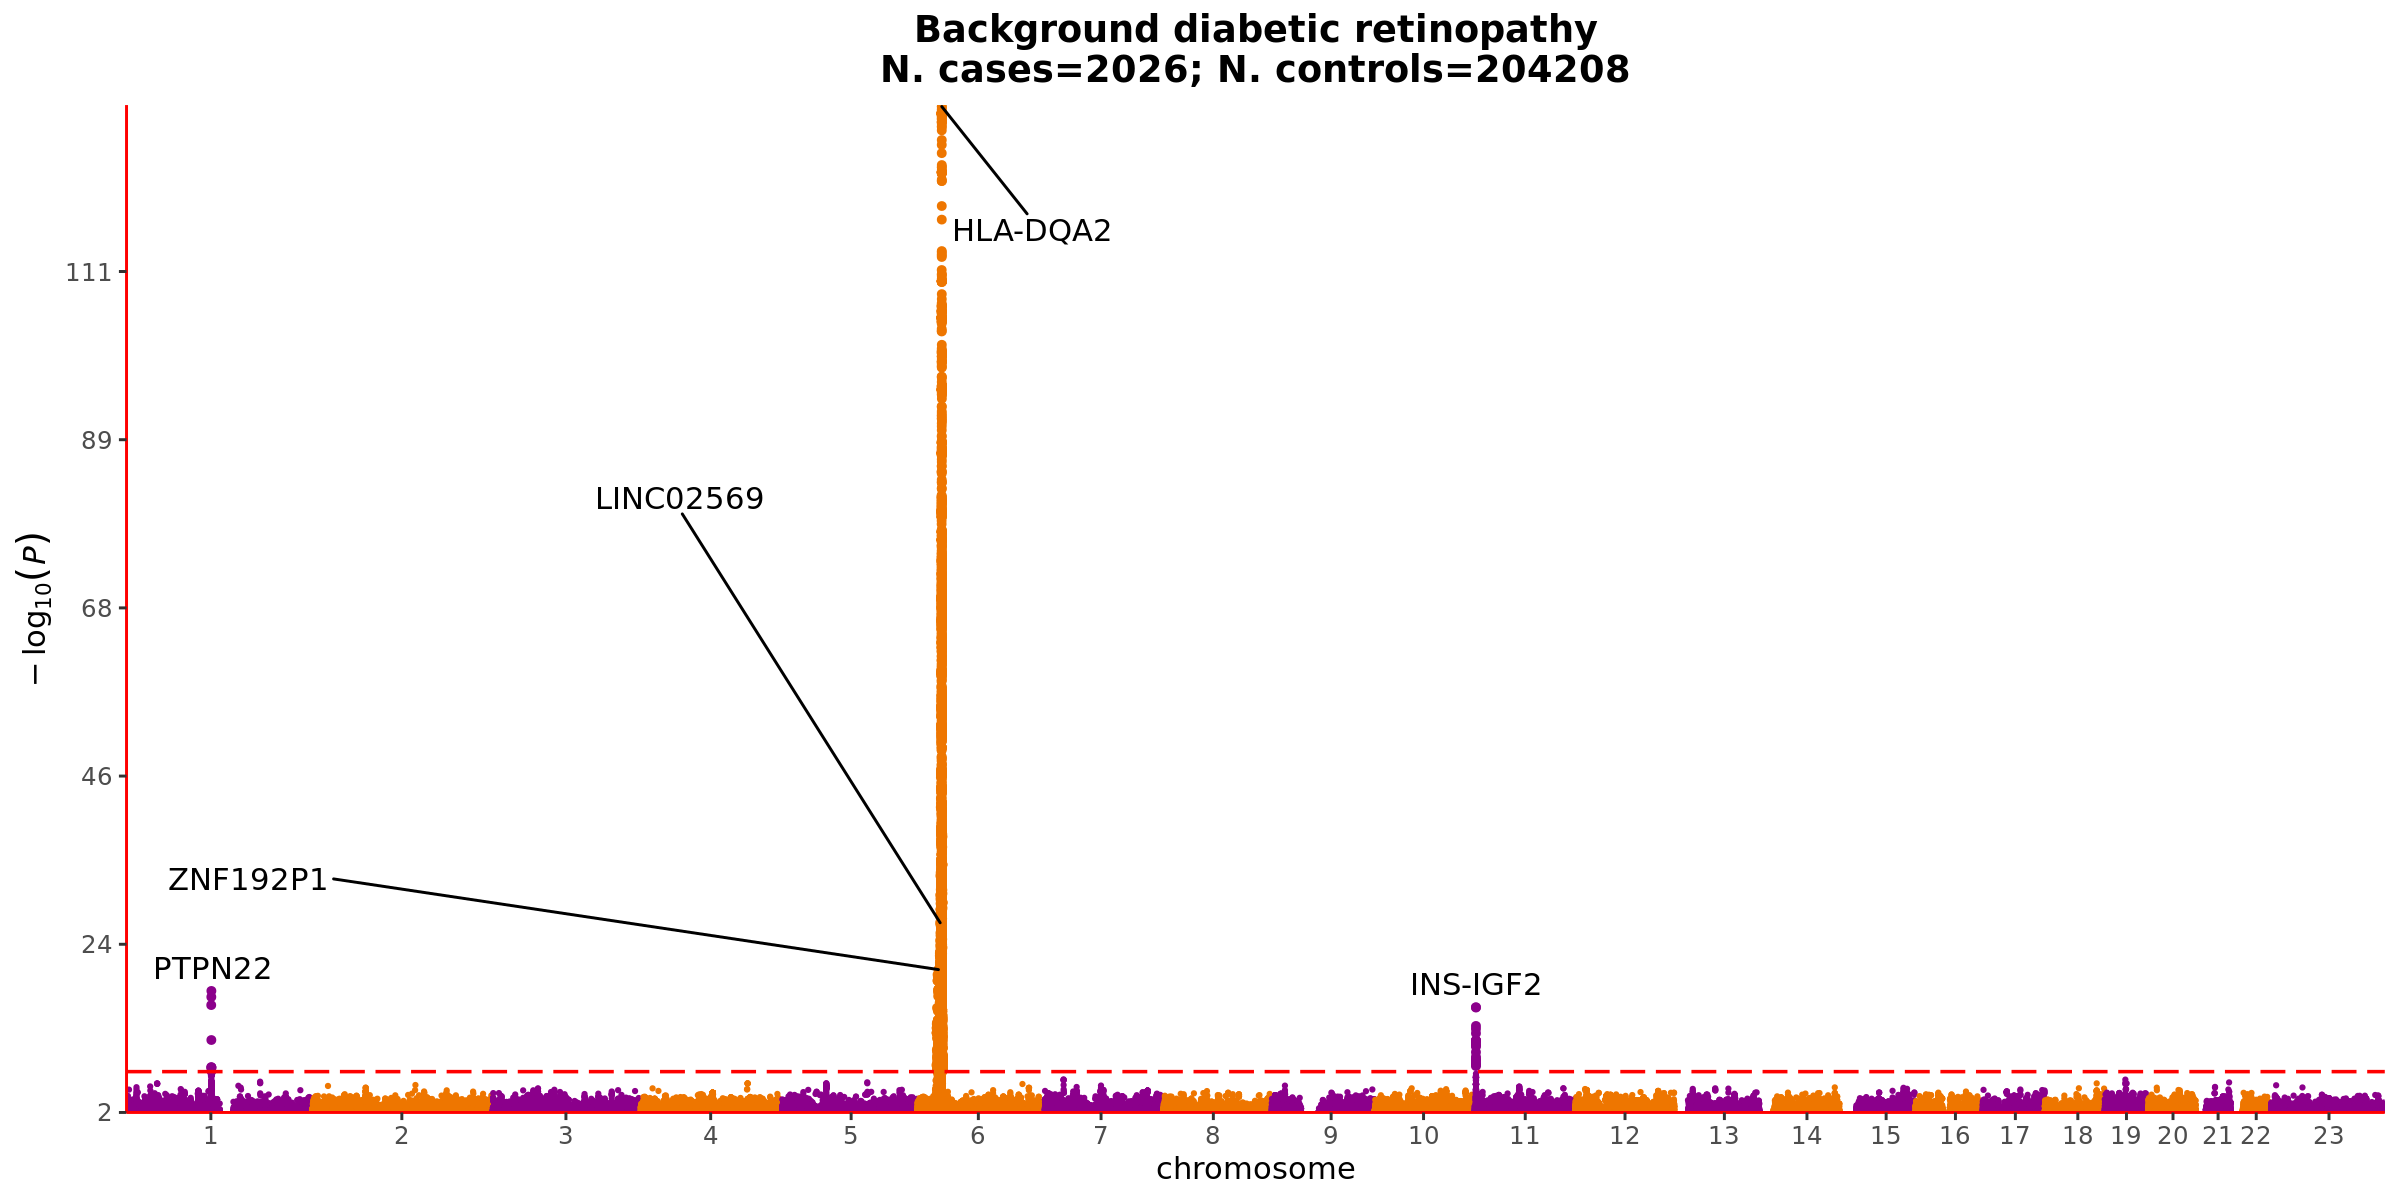 Background diabetic retinopathy
N. cases=2026; N. controls=204208
HLA-DQA2
LINC02569
ZNF192P1
PTPN22
INS-IGF2
−log10(P)
111
89
68
46
24
2
1 2 3 4 5 6 7 8 9 10 11 12 13 14 15 16 17 18 19 20 21 22 23
chromosome